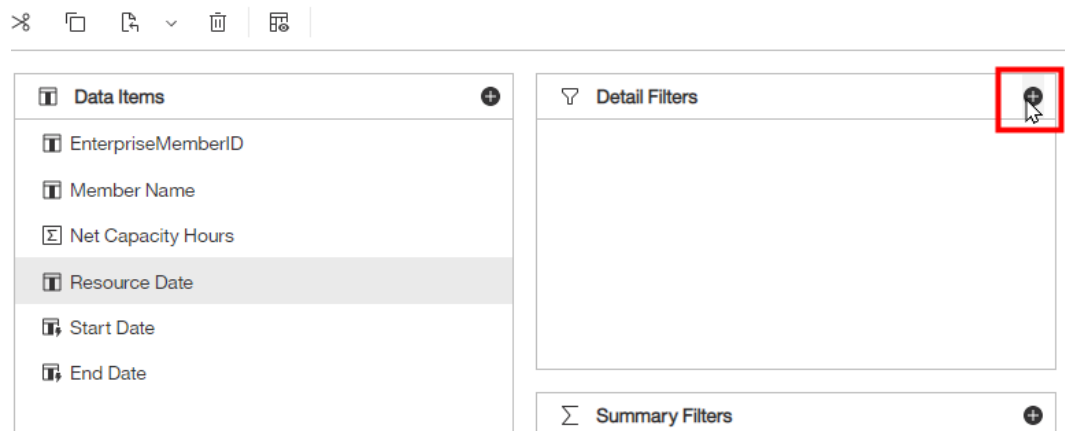 Data Items
EnterpriseMemberID
Member Name
Net Capacity Hours
Resource Date
Start Date
End Date
Detail Filters
Summary Filters